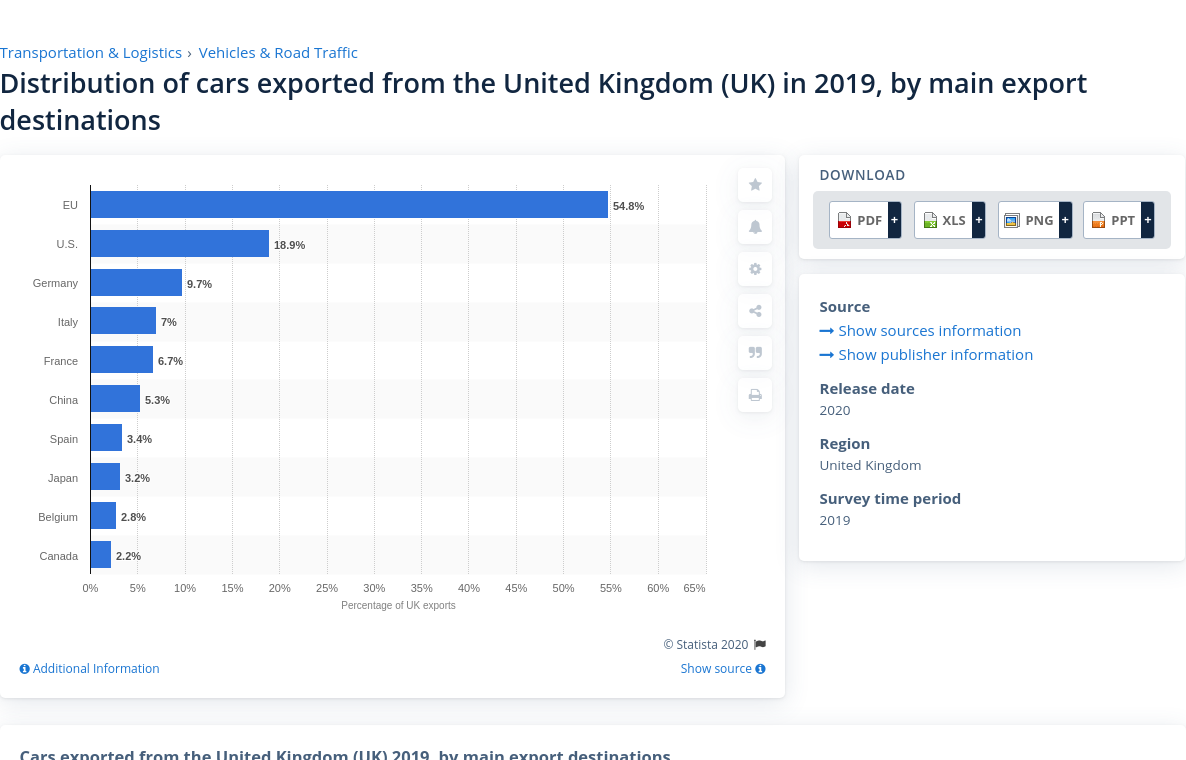 Transportation & Logistics › Vehicles & Road Traffic
Distribution of cars exported from the United Kingdom (UK) in 2019, by main export
destinations
EU 54.8%
U.S. 18.9%
Germany 9.7%
Italy 7%
France 6.7%
China 5.3%
Spain 3.4%
Japan 3.2%
Belgium 2.8%
Canada 2.2%
0% 5% 10% 15% 20% 25% 30% 35% 40% 45% 50% 55% 60% 65%
Percentage of UK exports
© Statista 2020
Additional Information
Show source
DOWNLOAD
PDF + XLS + PNG + PPT +
Source
Show sources information
Show publisher information
Release date
2020
Region
United Kingdom
Survey time period
2019
Cars exported from the United Kingdom (UK) 2019, by main export destinations